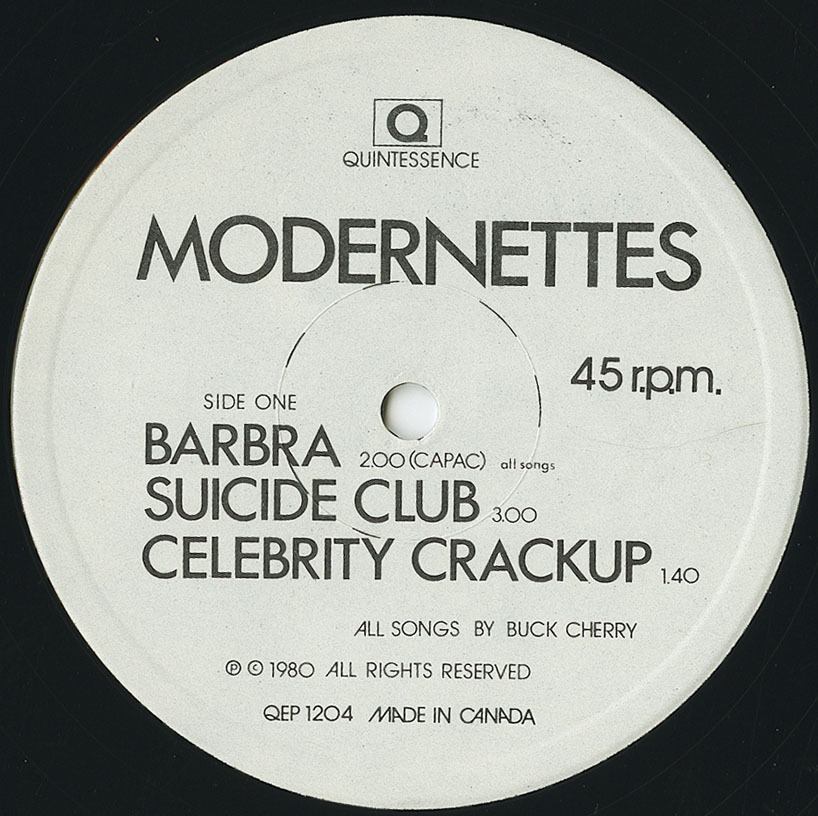 Q
QUINTESSENCE
MODERNETTES
45 r.p.m.
SIDE ONE
BARBRA 2.00 (CAPAC) all songs
SUICIDE CLUB 3.00
CELEBRITY CRACKUP 1.40
ALL SONGS BY BUCK CHERRY
℗ © 1980 ALL RIGHTS RESERVED
QEP 1204 MADE IN CANADA